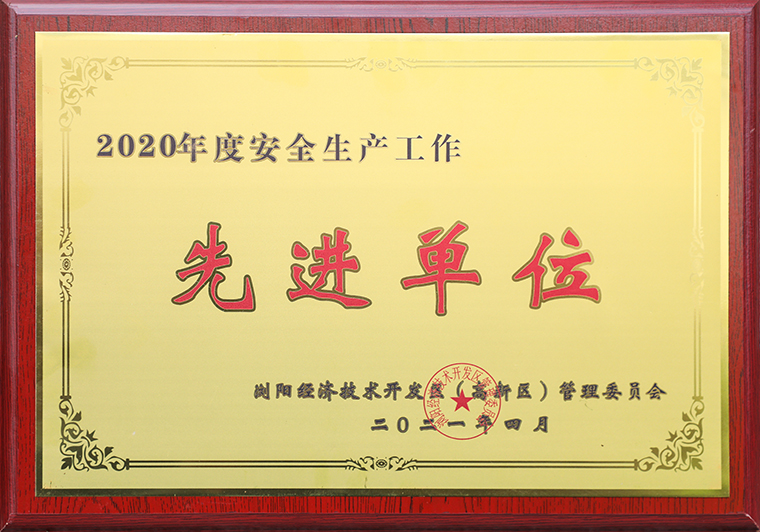 2020年度安全生产工作
先进单位
浏阳经济技术开发区（高新区）管理委员会
二〇二一年四月